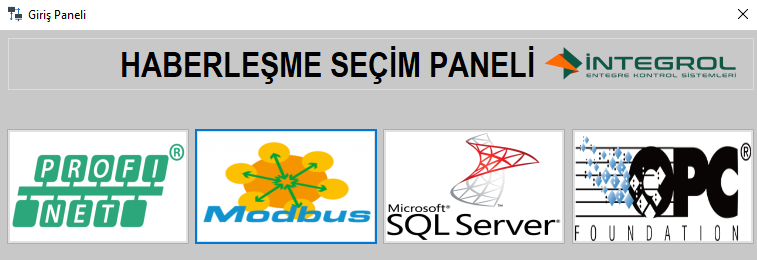 Giriş Paneli
HABERLEŞME SEÇİM PANELİ
İNTEGROL
ENTEGRE KONTROL SİSTEMLERİ
PROFI®
NET
Modbus
Microsoft®
SQL Server®
OPC®
FOUNDATION